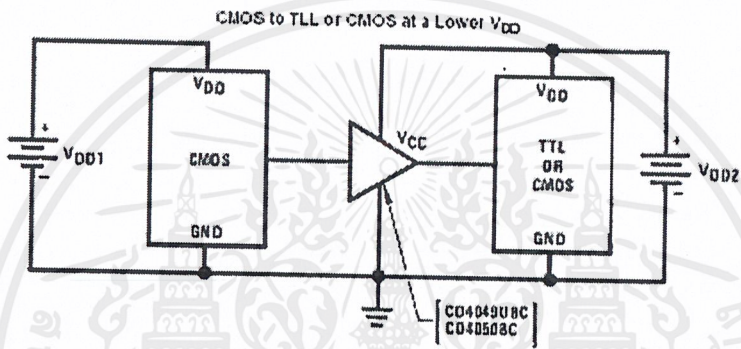 CMOS to TLL or CMOS at a Lower VDD
VDD
CMOS
GND
+
VDD1
-
VCC
VDD
TTL
OR
CMOS
GND
+
VDD2
-
CD4049UBC
CD4050BC